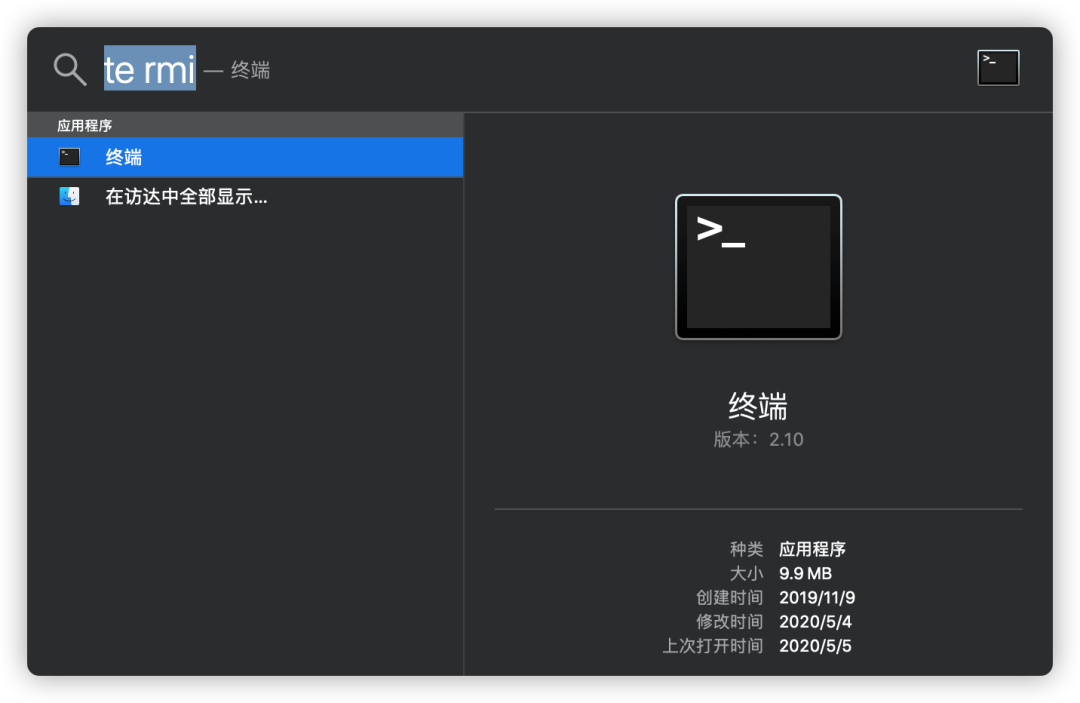 te rmi — 终端
>_
应用程序
>_ 终端
在访达中全部显示...
>_
终端
版本：2.10
种类 应用程序
大小 9.9 MB
创建时间 2019/11/9
修改时间 2020/5/4
上次打开时间 2020/5/5